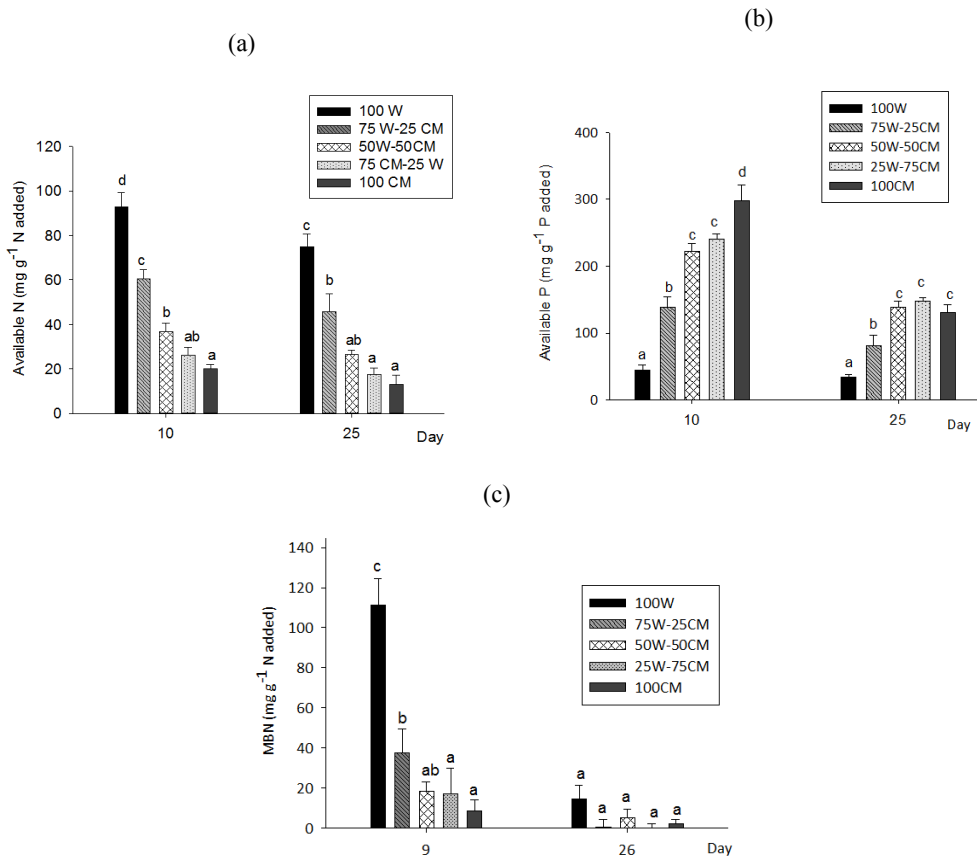 (a)
100 W
75 W-25 CM
50W-50CM
75 CM-25 W
100 CM
Available N (mg g⁻¹ N added)
120
100
80
60
40
20
0
d
c
b
ab
a
c
b
ab
a
a
10
25
Day
(b)
100W
75W-25CM
50W-50CM
25W-75CM
100CM
Available P (mg g⁻¹ P added)
400
300
200
100
0
a
b
c
c
d
a
b
c
c
c
10
25
Day
(c)
100W
75W-25CM
50W-50CM
25W-75CM
100CM
MBN (mg g⁻¹ N added)
140
120
100
80
60
40
20
0
c
b
ab
a
a
a
a
a
a
a
9
26
Day